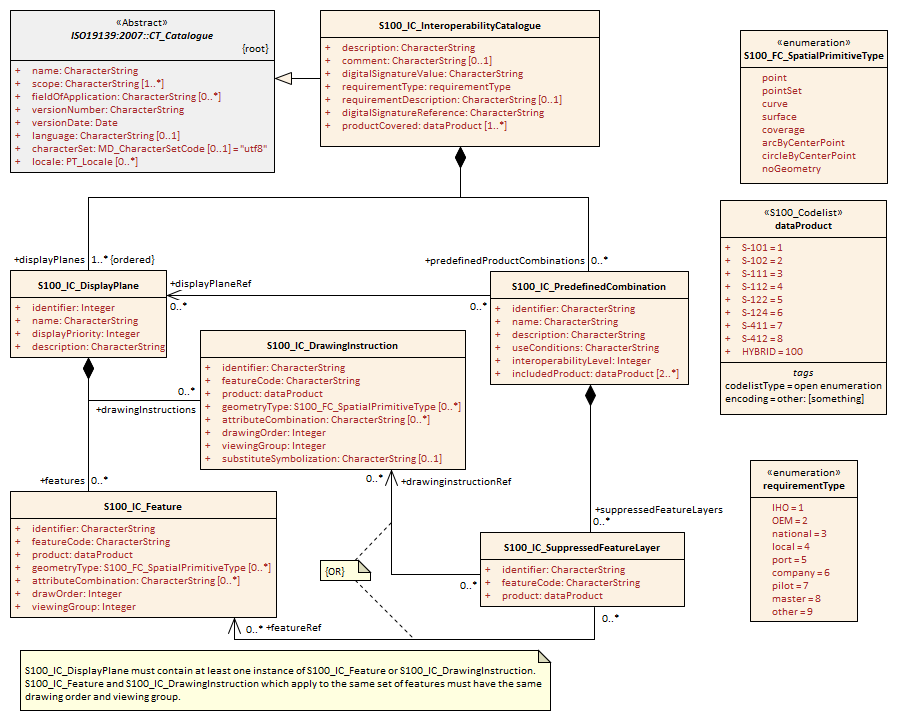 «Abstract»
ISO19139:2007::CT_Catalogue
{root}
+ name: CharacterString
+ scope: CharacterString [1..*]
+ fieldOfApplication: CharacterString [0..*]
+ versionNumber: CharacterString
+ versionDate: Date
+ language: CharacterString [0..1]
+ characterSet: MD_CharacterSetCode [0..1] = "utf8"
+ locale: PT_Locale [0..*]
S100_IC_InteroperabilityCatalogue
+ description: CharacterString
+ comment: CharacterString [0..1]
+ digitalSignatureValue: CharacterString
+ requirementType: requirementType
+ requirementDescription: CharacterString [0..1]
+ digitalSignatureReference: CharacterString
+ productCovered: dataProduct [1..*]
«enumeration»
S100_FC_SpatialPrimitiveType
point
pointSet
curve
surface
coverage
arcByCenterPoint
circleByCenterPoint
noGeometry
«S100_Codelist»
dataProduct
+ S-101 = 1
+ S-102 = 2
+ S-111 = 3
+ S-112 = 4
+ S-122 = 5
+ S-124 = 6
+ S-411 = 7
+ S-412 = 8
+ HYBRID = 100
tags
codelistType = open enumeration
encoding = other: [something]
+displayPlanes 1..* {ordered}
+predefinedProductCombinations 0..*
S100_IC_DisplayPlane
+ identifier: Integer
+ name: CharacterString
+ displayPriority: Integer
+ description: CharacterString
+displayPlaneRef
0..*
0..*
S100_IC_PredefinedCombination
+ identifier: CharacterString
+ name: CharacterString
+ description: CharacterString
+ useConditions: CharacterString
+ interoperabilityLevel: Integer
+ includedProduct: dataProduct [2..*]
S100_IC_DrawingInstruction
+ identifier: CharacterString
+ featureCode: CharacterString
+ product: dataProduct
+ geometryType: S100_FC_SpatialPrimitiveType [0..*]
+ attributeCombination: CharacterString [0..*]
+ drawingOrder: Integer
+ viewingGroup: Integer
+ substituteSymbolization: CharacterString [0..1]
0..*
+drawingInstructions
+features 0..*
0..* +drawinginstructionRef
S100_IC_Feature
+ identifier: CharacterString
+ featureCode: CharacterString
+ product: dataProduct
+ geometryType: S100_FC_SpatialPrimitiveType [0..*]
+ attributeCombination: CharacterString [0..*]
+ drawOrder: Integer
+ viewingGroup: Integer
+suppressedFeatureLayers
0..*
S100_IC_SuppressedFeatureLayer
+ identifier: CharacterString
+ featureCode: CharacterString
+ product: dataProduct
{OR}
0..*
0..*
0..* +featureRef
«enumeration»
requirementType
IHO = 1
OEM = 2
national = 3
local = 4
port = 5
company = 6
pilot = 7
master = 8
other = 9
S100_IC_DisplayPlane must contain at least one instance of S100_IC_Feature or S100_IC_DrawingInstruction.
S100_IC_Feature and S100_IC_DrawingInstruction which apply to the same set of features must have the same
drawing order and viewing group.